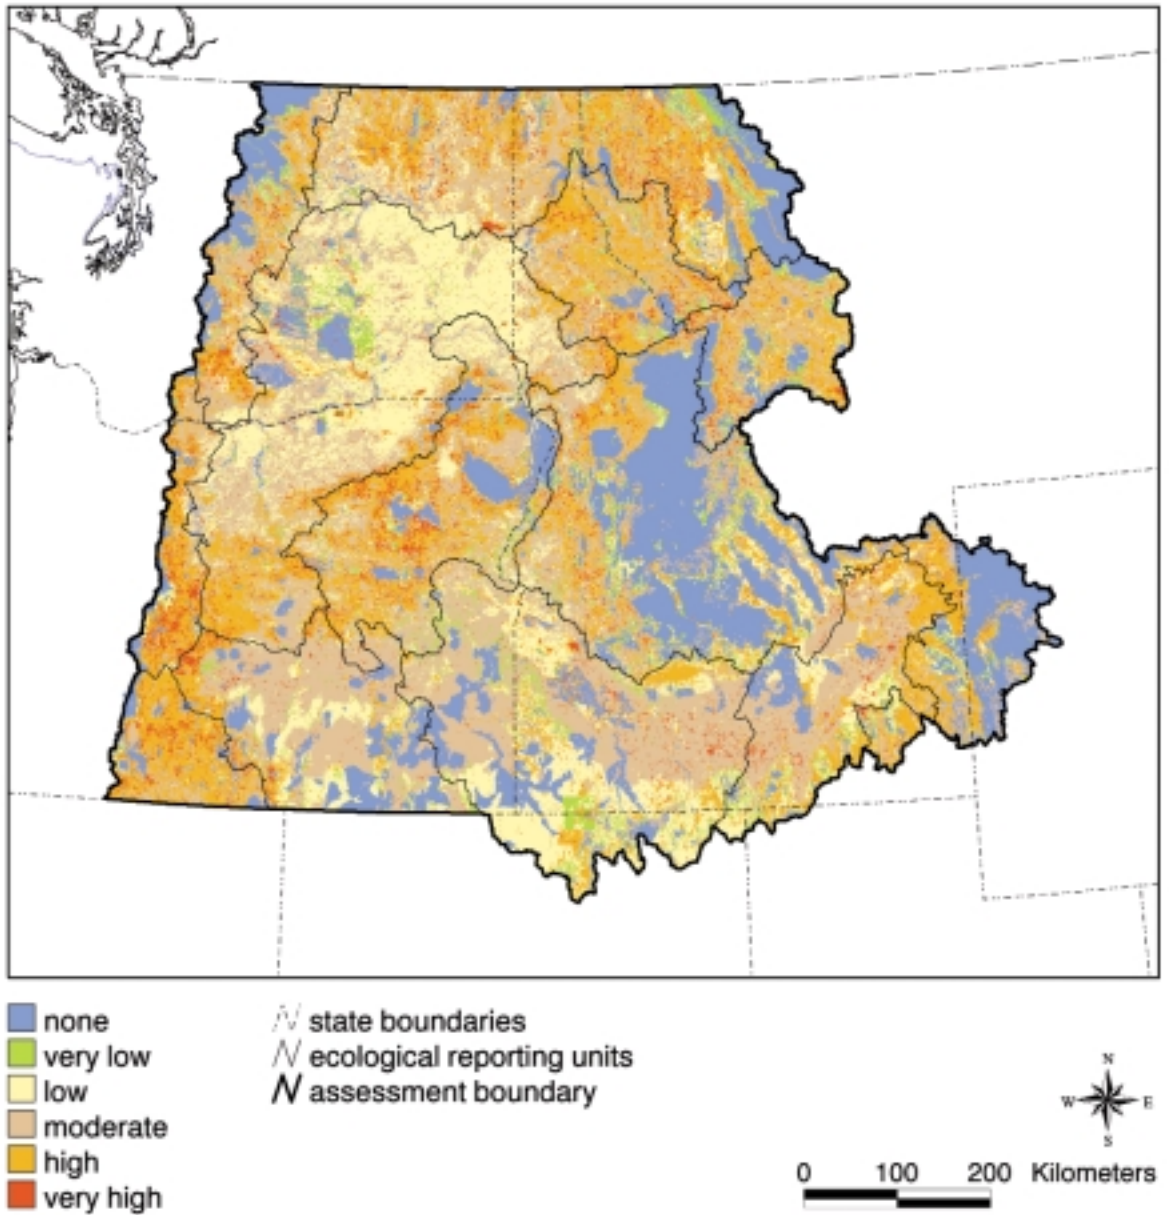 none
very low
low
moderate
high
very high
state boundaries
ecological reporting units
assessment boundary
N
W E
S
0 100 200 Kilometers